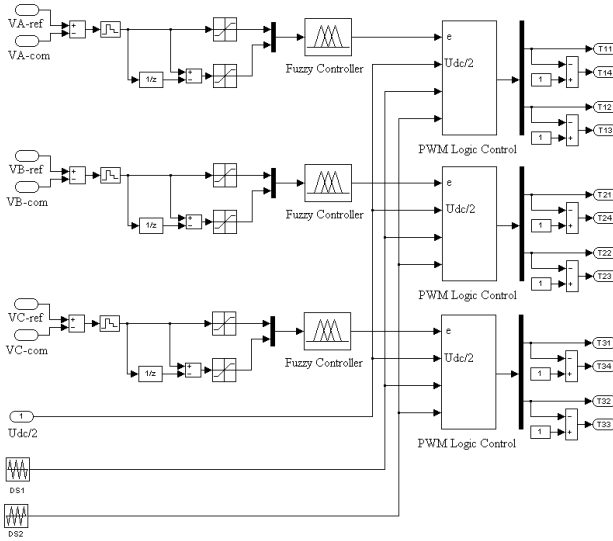 VA-ref
+
-
VA-com
1/z
+
-
Fuzzy Controller
e
Udc/2
PWM Logic Control
T11
-
1
+
T14
T12
-
1
+
T13
VB-ref
+
-
VB-com
1/z
+
-
Fuzzy Controller
e
Udc/2
PWM Logic Control
T21
-
1
+
T24
T22
-
1
+
T23
VC-ref
+
-
VC-com
1/z
+
-
Fuzzy Controller
e
Udc/2
PWM Logic Control
T31
-
1
+
T34
T32
-
1
+
T33
1
Udc/2
DS1
DS2